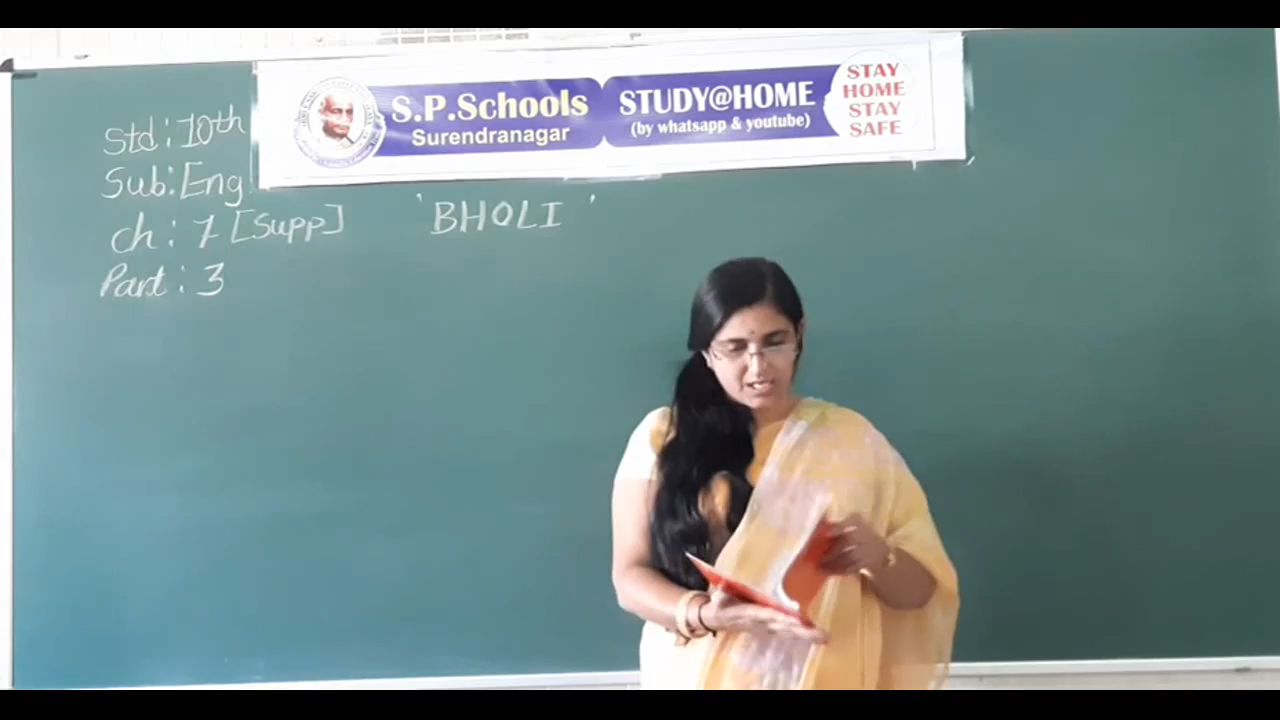 S.P.Schools
Surendranagar
STUDY@HOME
(by whatsapp & youtube)
STAY
HOME
STAY
SAFE
Std: 10th
Sub: Eng
ch: 7 [Supp]
'BHOLI'
Part: 3